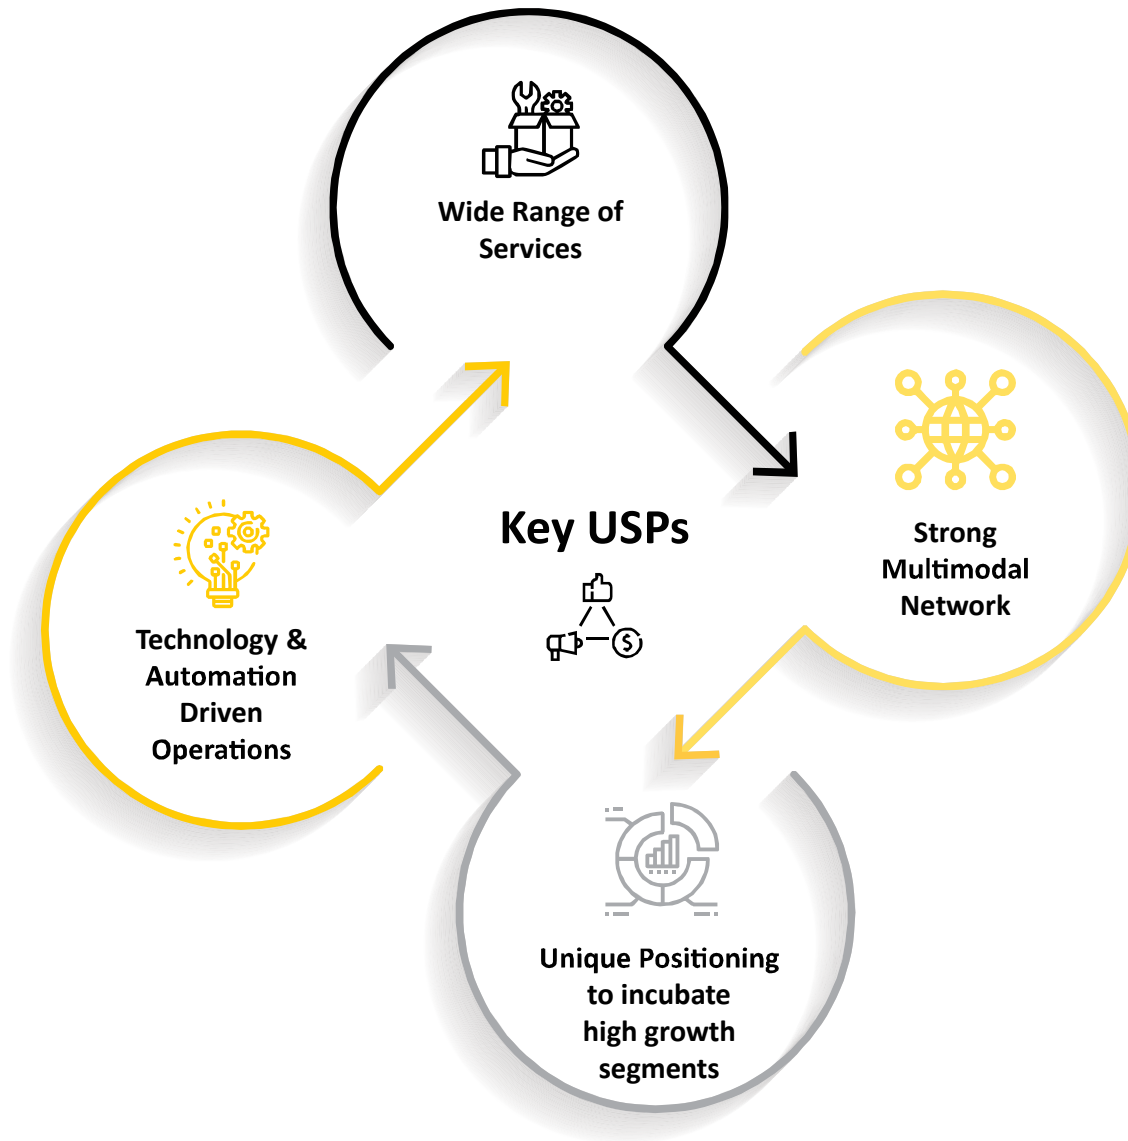 Wide Range of
Services
Strong
Multimodal
Network
Key USPs
$
Technology &
Automation
Driven
Operations
Unique Positioning
to incubate
high growth
segments